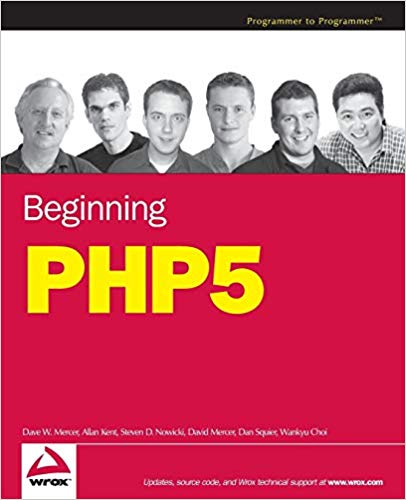 Programmer to Programmer™
Beginning
PHP5
Dave W. Mercer, Allan Kent, Steven D. Nowicki, David Mercer, Dan Squier, Wankyu Choi
wrox™
Updates, source code, and Wrox technical support at www.wrox.com